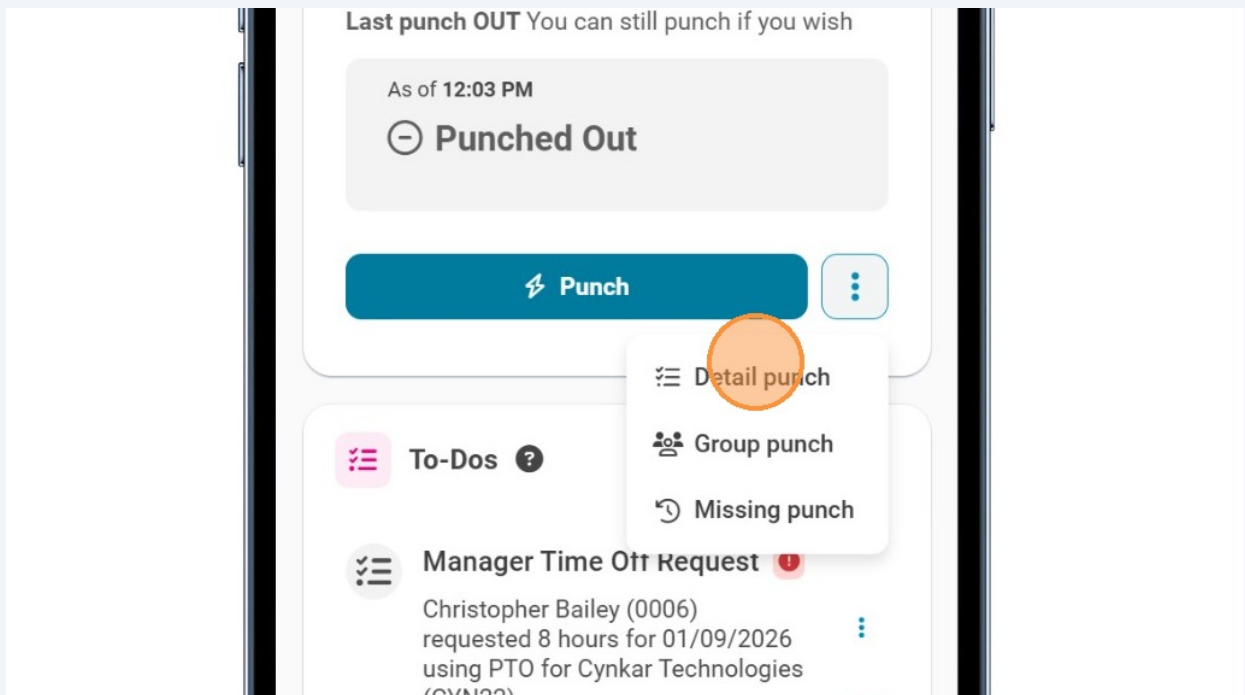 Last punch OUT You can still punch if you wish
As of 12:03 PM
Punched Out
Punch
Detail punch
Group punch
Missing punch
To-Dos ?
Manager Time Off Request
Christopher Bailey (0006)
requested 8 hours for 01/09/2026
using PTO for Cynkar Technologies